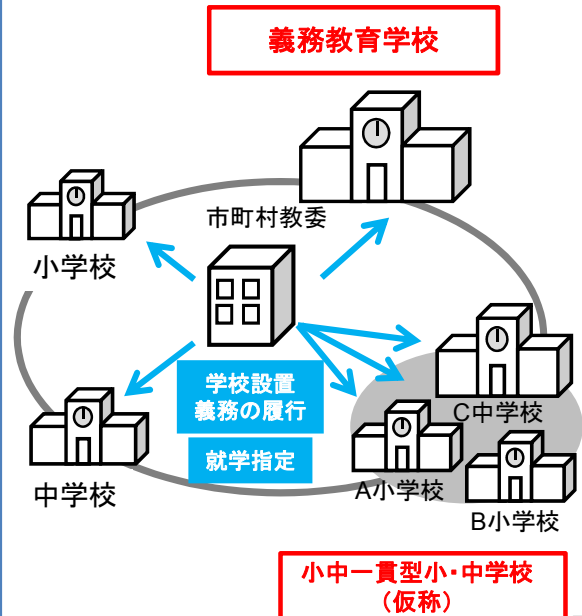 義務教育学校
市町村教委
小学校
学校設置
義務の履行
就学指定
中学校
C中学校
A小学校
B小学校
小中一貫型小・中学校
（仮称）